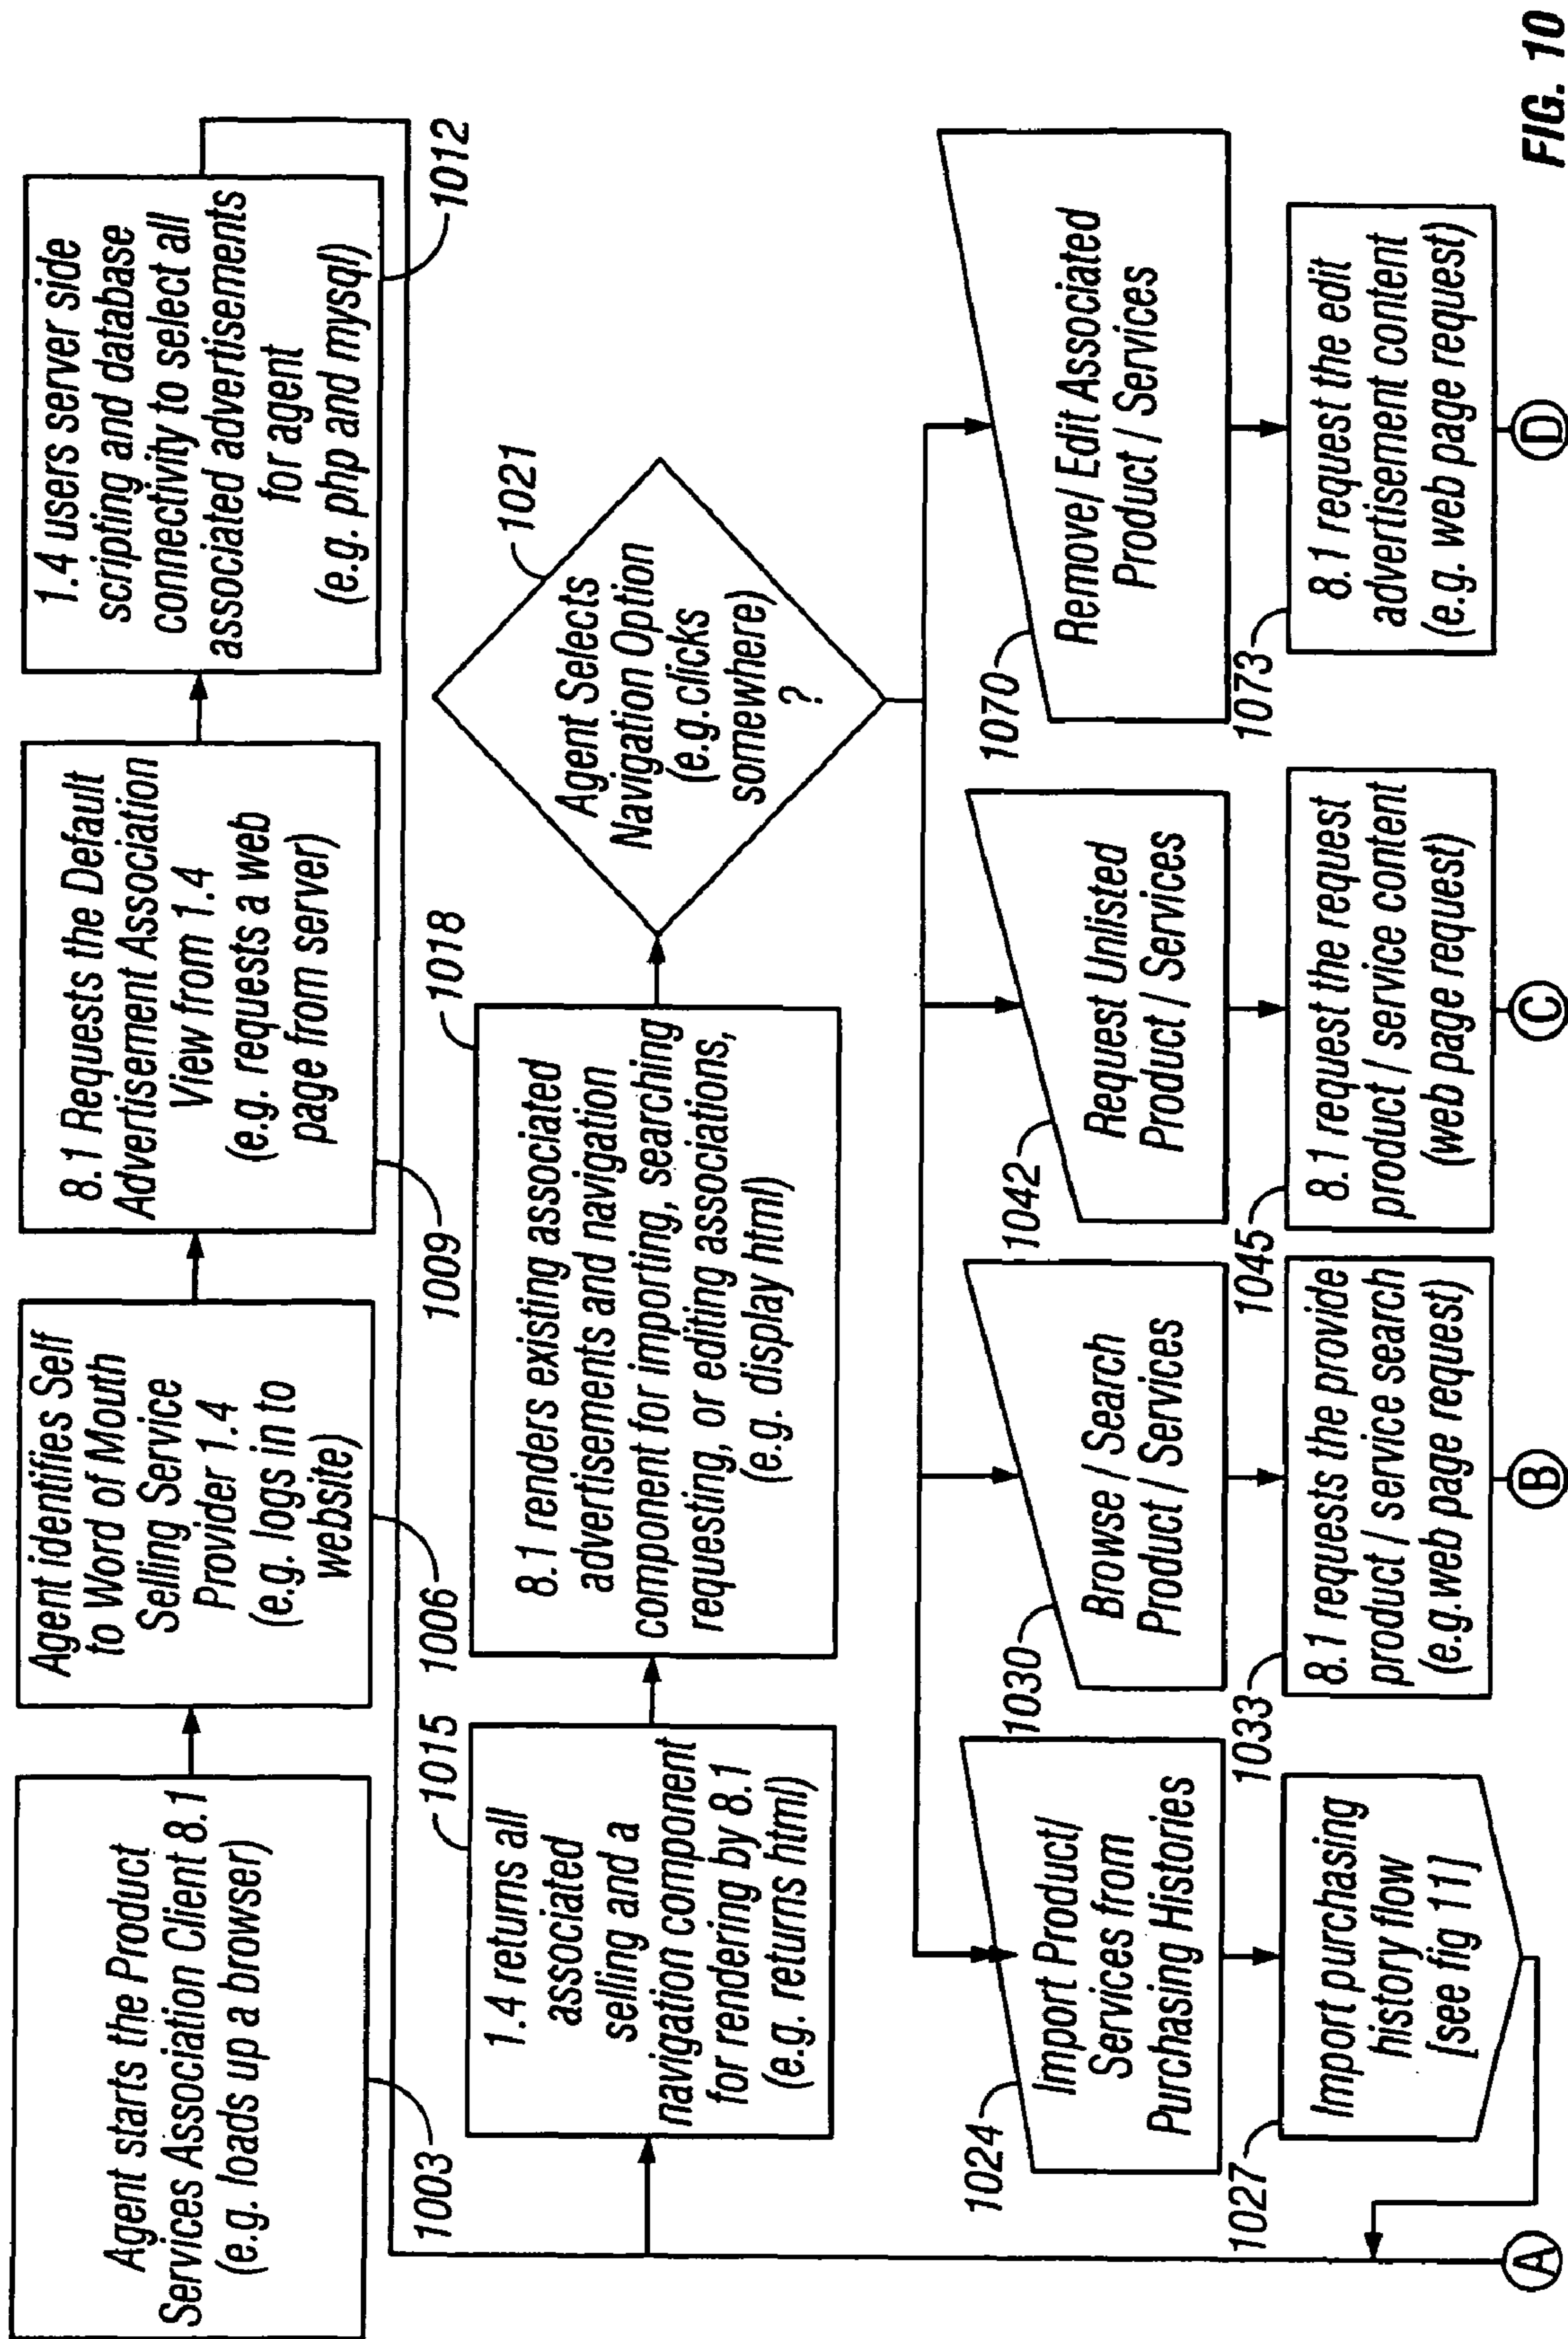 Agent starts the Product
Services Association Client 8.1
(e.g. loads up a browser)
1003
Agent identifies Self
to Word of Mouth
Selling Service
Provider 1.4
(e.g. logs in to
website)
1006
8.1 Requests the Default
Advertisement Association
View from 1.4
(e.g. requests a web
page from server)
1009
1.4 users server side
scripting and database
connectivity to select all
associated advertisements
for agent
(e.g. php and mysql)
1012
1015
1.4 returns all
associated
selling and a
navigation component
for rendering by 8.1
(e.g. returns html)
1018
8.1 renders existing associated
advertisements and navigation
component for importing, searching
requesting, or editing associations,
(e.g. display html)
1021
Agent Selects
Navigation Option
(e.g.clicks
somewhere)
?
1024
Import Product/
Services from
Purchasing Histories
1030
Browse / Search
Product / Services
1042
Request Unlisted
Product / Services
1070
Remove/ Edit Associated
Product / Services
1027
Import purchasing
history flow
[see fig 11]
1033
8.1 requests the provide
product / service search
(e.g.web page request)
1045
8.1 request the request
product / service content
(web page request)
1073
8.1 request the edit
advertisement content
(e.g. web page request)
A
B
C
D
FIG. 10